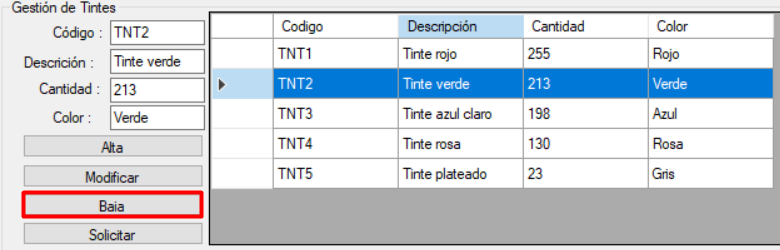 Gestión de Tintes
Código : TNT2
Descrición : Tinte verde
Cantidad : 213
Color : Verde
Alta
Modificar
Baja
Solicitar
Codigo Descripción Cantidad Color
TNT1 Tinte rojo 255 Rojo
TNT2 Tinte verde 213 Verde
TNT3 Tinte azul claro 198 Azul
TNT4 Tinte rosa 130 Rosa
TNT5 Tinte plateado 23 Gris